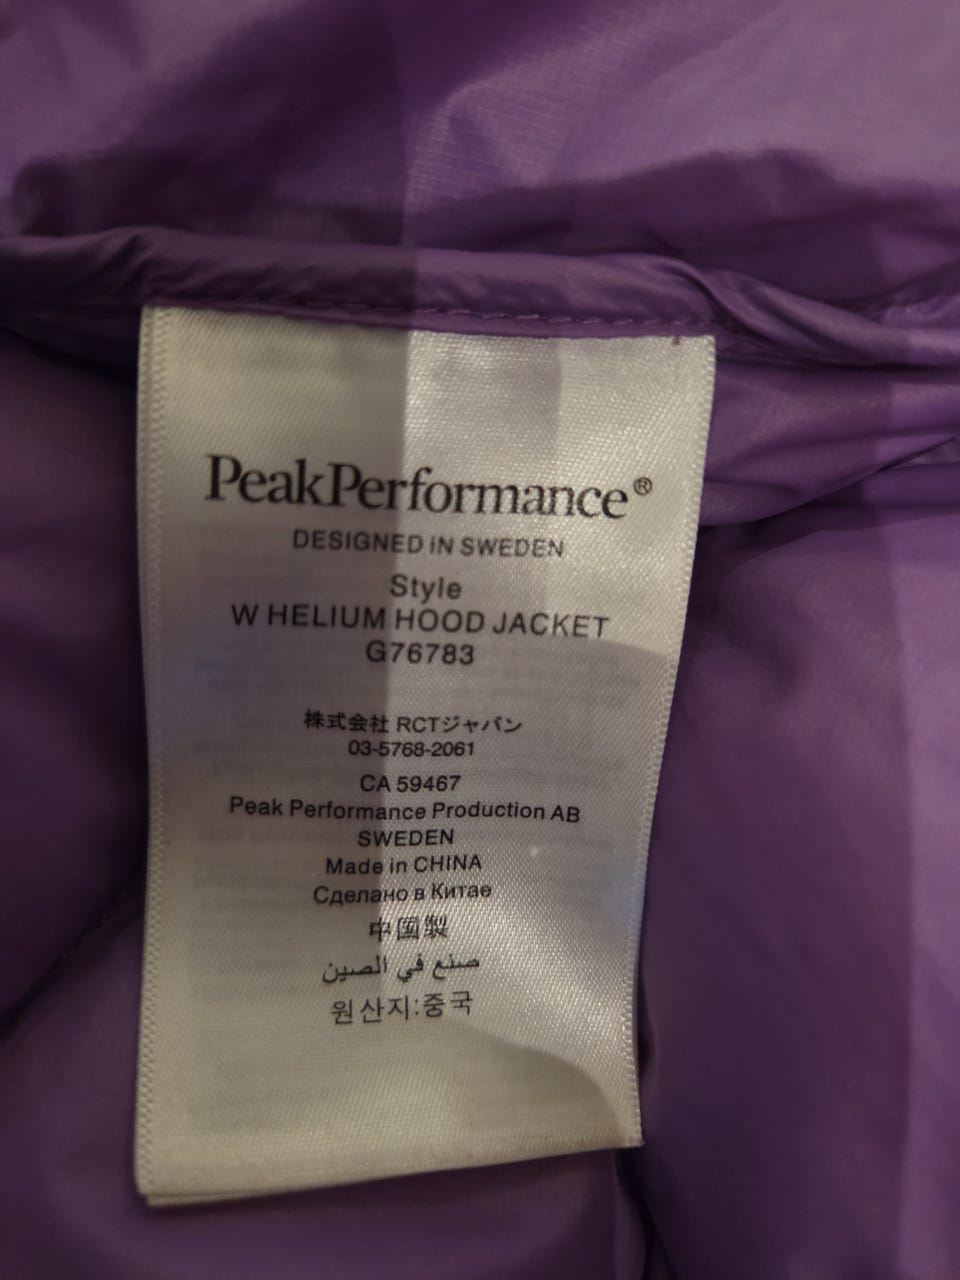 PeakPerformance®
DESIGNED IN SWEDEN
Style
W HELIUM HOOD JACKET
G76783
株式会社 RCTジャパン
03-5768-2061
CA 59467
Peak Performance Production AB
SWEDEN
Made in CHINA
Сделано в Китае
中国製
صنع في الصين
원산지:중국